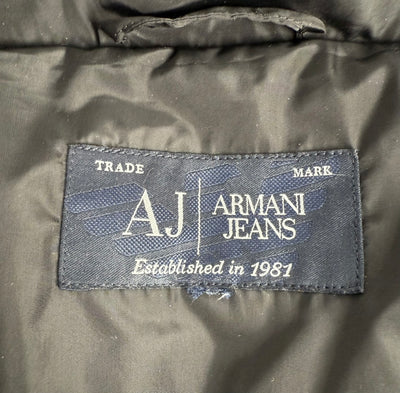 TRADE MARK
AJ ARMANI
JEANS
Established in 1981